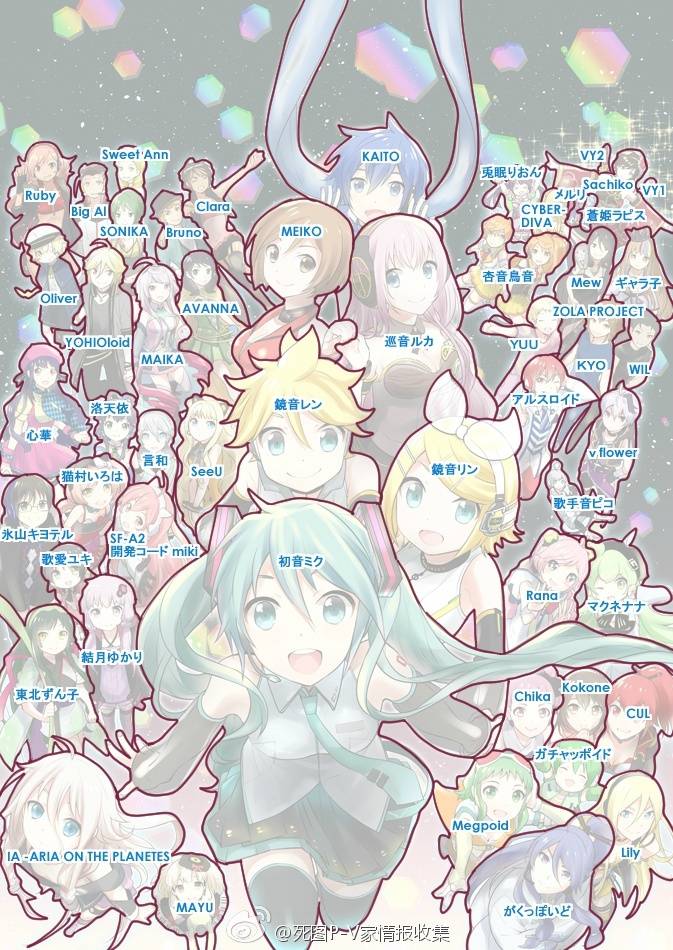 Sweet Ann
KAITO
VY2
兎眠りおん
Sachiko
Ruby
メルリ
VY1
Big Al
Clara
CYBER-
DIVA
蒼姫ラピス
SONIKA
Bruno
MEIKO
杏音鳥音
Mew
ギャラ子
Oliver
AVANNA
ZOLA PROJECT
YOHIOloid
巡音ルカ
YUU
MAIKA
KYO
WIL
洛天依
鏡音レン
アルスロイド
心華
言和
v.flower
SeeU
鏡音リン
猫村いろは
歌手音ピコ
氷山キヨテル
SF-A2
開発コード miki
歌愛ユキ
初音ミク
Rana
マクネナナ
結月ゆかり
東北ずん子
Chika
Kokone
CUL
ガチャッポイド
Megpoid
IA -ARIA ON THE PLANETES
Lily
MAYU
がくっぽいど
@死图P-V家情报收集